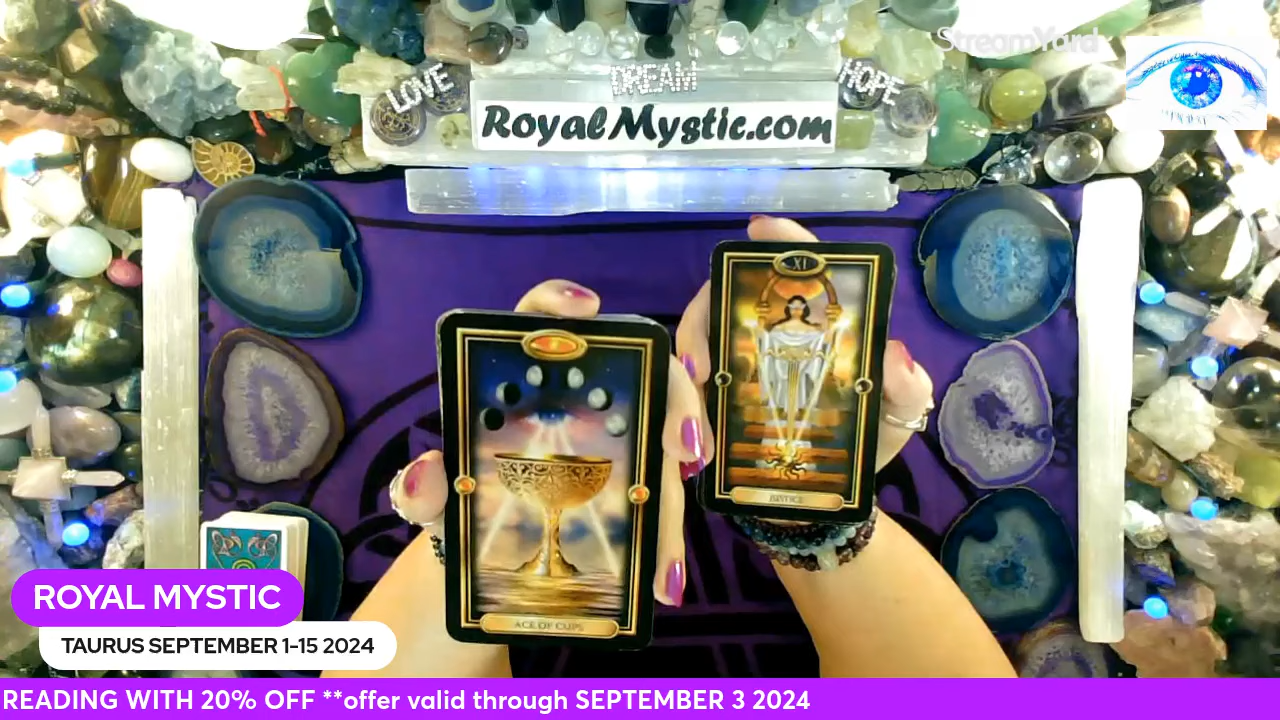 StreamYard
LOVE
DREAM
HOPE
RoyalMystic.com
XI
JUSTICE
ACE OF CUPS
ROYAL MYSTIC
TAURUS SEPTEMBER 1-15 2024
READING WITH 20% OFF **offer valid through SEPTEMBER 3 2024